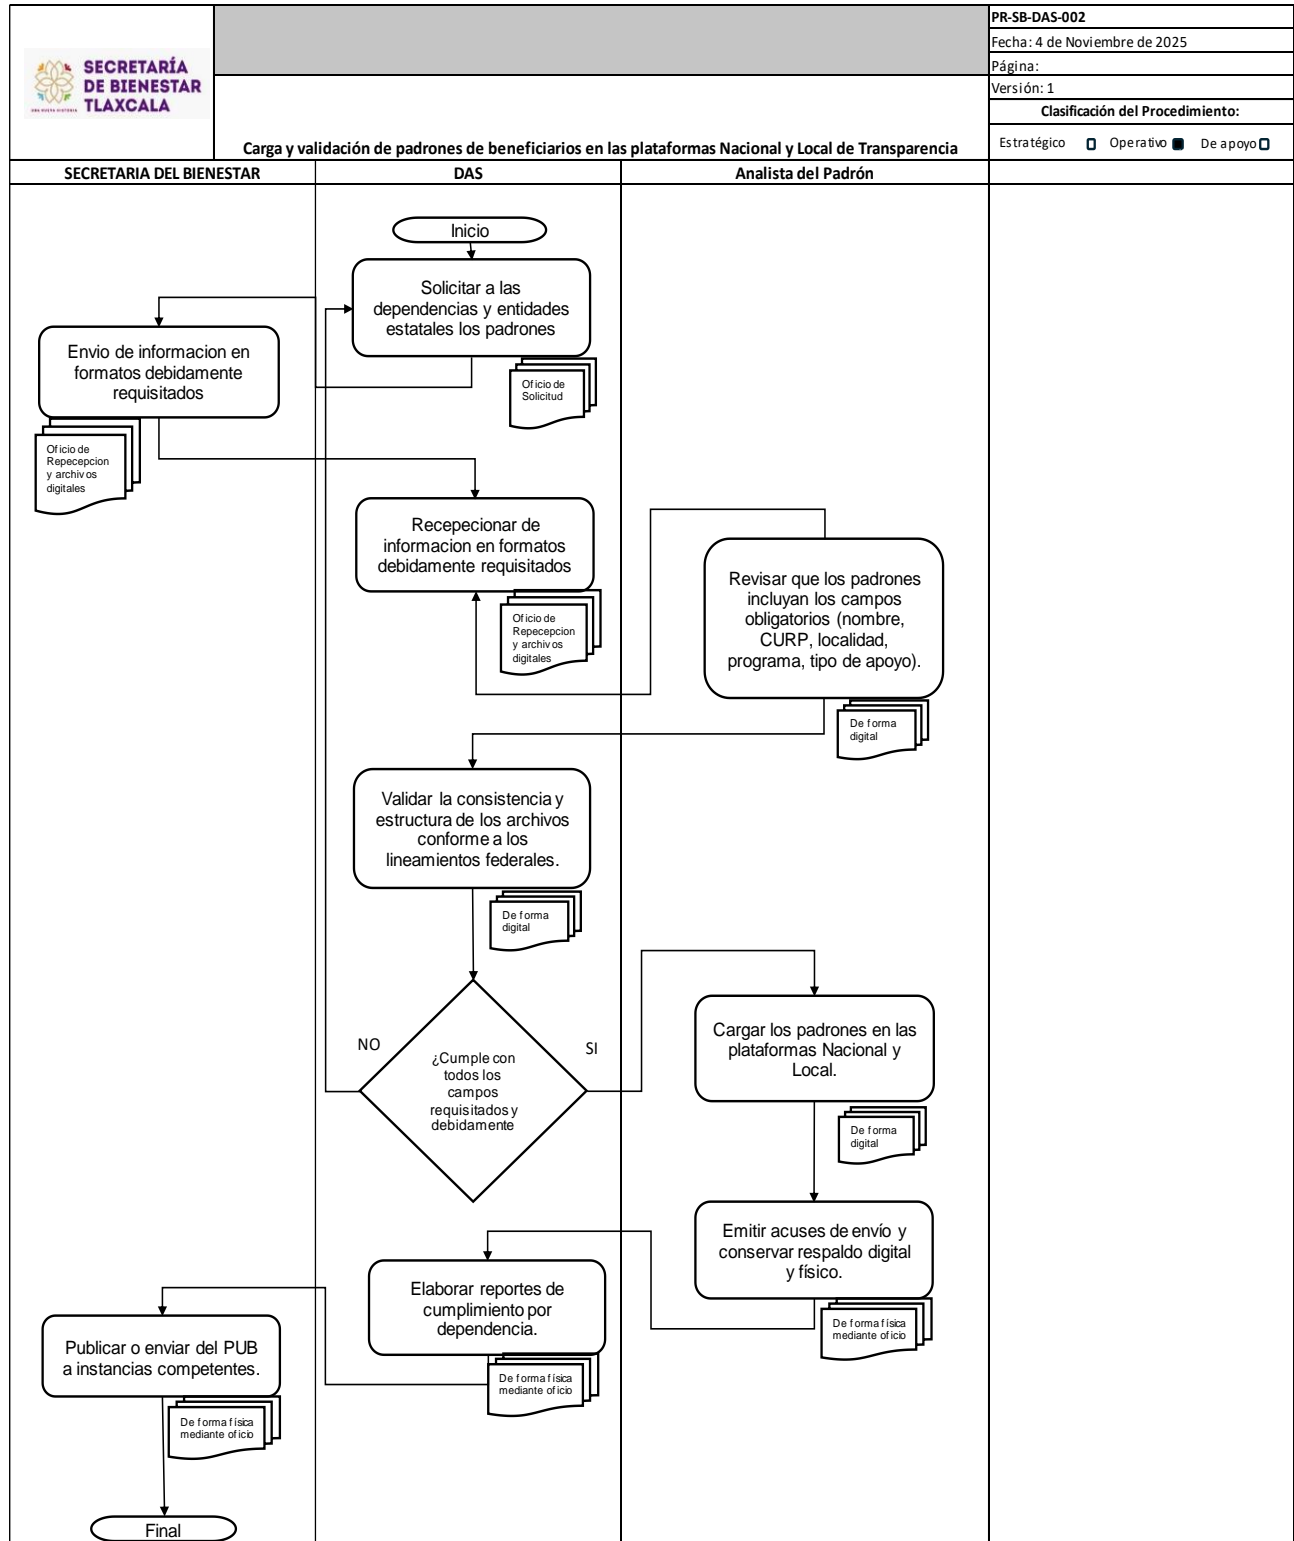 PR-SB-DAS-002
Fecha: 4 de Noviembre de 2025
Página:
Versión: 1
Clasificación del Procedimiento:
Estratégico Operativo De apoyo
SECRETARÍA
DE BIENESTAR
TLAXCALA
UNA NUEVA HISTORIA
Carga y validación de padrones de beneficiarios en las plataformas Nacional y Local de Transparencia
SECRETARIA DEL BIENESTAR
DAS
Analista del Padrón
Inicio
Solicitar a las
dependencias y entidades
estatales los padrones
Oficio de
Solicitud
Envio de informacion en
formatos debidamente
requisitados
Oficio de
Repecepcion
y archivos
digitales
Recepecionar de
informacion en formatos
debidamente requisitados
Oficio de
Repecepcion
y archivos
digitales
Revisar que los padrones
incluyan los campos
obligatorios (nombre,
CURP, localidad,
programa, tipo de apoyo).
De forma
digital
Validar la consistencia y
estructura de los archivos
conforme a los
lineamientos federales.
De forma
digital
NO
¿Cumple con
todos los
campos
requisitados y
debidamente
SI
Cargar los padrones en las
plataformas Nacional y
Local.
De forma
digital
Emitir acuses de envío y
conservar respaldo digital
y físico.
De forma física
mediante oficio
Elaborar reportes de
cumplimiento por
dependencia.
De forma física
mediante oficio
Publicar o enviar del PUB
a instancias competentes.
De forma física
mediante oficio
Final